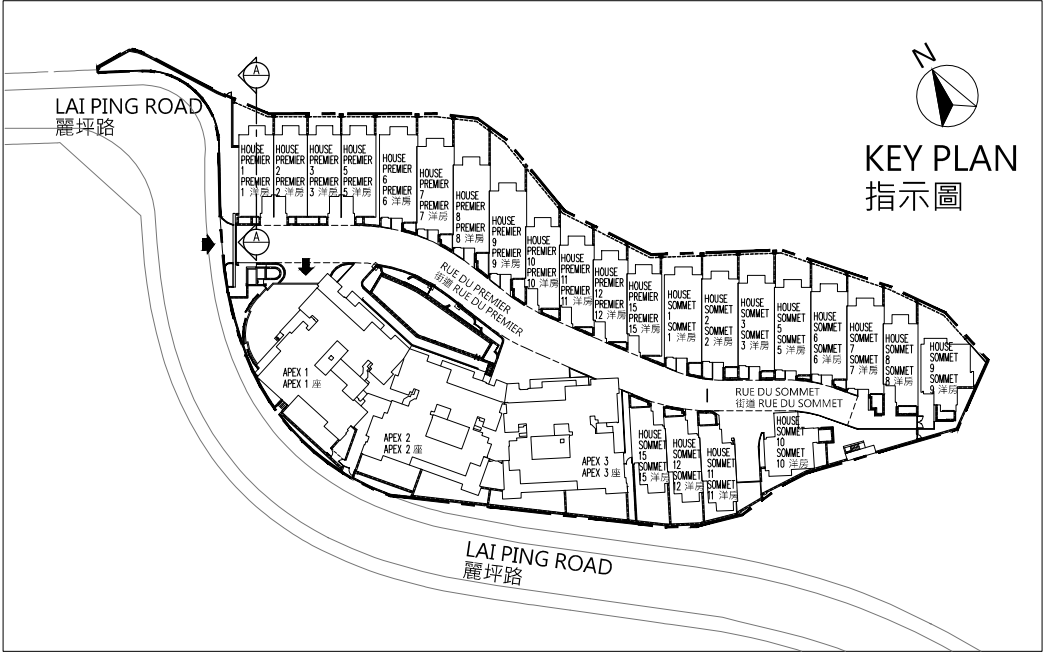 N
KEY PLAN
指示圖
LAI PING ROAD
麗坪路
A
A
HOUSE
PREMIER
1
PREMIER
1 洋房
HOUSE
PREMIER
2
PREMIER
2 洋房
HOUSE
PREMIER
3
PREMIER
3 洋房
HOUSE
PREMIER
5
PREMIER
5 洋房
HOUSE
PREMIER
6
PREMIER
6 洋房
HOUSE
PREMIER
7
PREMIER
7 洋房
HOUSE
PREMIER
8
PREMIER
8 洋房
HOUSE
PREMIER
9
PREMIER
9 洋房
HOUSE
PREMIER
10
PREMIER
10 洋房
HOUSE
PREMIER
11
PREMIER
11 洋房
HOUSE
PREMIER
12
PREMIER
12 洋房
HOUSE
PREMIER
15
PREMIER
15 洋房
HOUSE
SOMMET
1
SOMMET
1 洋房
HOUSE
SOMMET
2
SOMMET
2 洋房
HOUSE
SOMMET
3
SOMMET
3 洋房
HOUSE
SOMMET
5
SOMMET
5 洋房
HOUSE
SOMMET
6
SOMMET
6 洋房
HOUSE
SOMMET
7
SOMMET
7 洋房
HOUSE
SOMMET
8
SOMMET
8 洋房
HOUSE
SOMMET
9
SOMMET
9 洋房
RUE DU PREMIER
街道 RUE DU PREMIER
RUE DU SOMMET
街道 RUE DU SOMMET
APEX 1
APEX 1 座
APEX 2
APEX 2 座
APEX 3
APEX 3 座
HOUSE
SOMMET
15
SOMMET
15 洋房
HOUSE
SOMMET
12
SOMMET
12 洋房
HOUSE
SOMMET
11
SOMMET
11 洋房
HOUSE
SOMMET
10
SOMMET
10 洋房
LAI PING ROAD
麗坪路